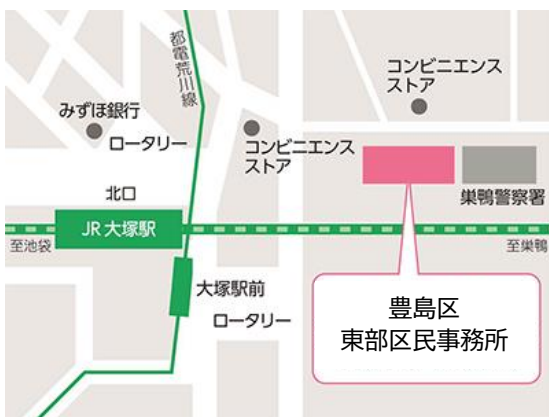 都電荒川線
コンビニエンス
ストア
みずほ銀行
ロータリー
コンビニエンス
ストア
北口
巣鴨警察署
JR大塚駅
至池袋
至巣鴨
大塚駅前
ロータリー
豊島区
東部区民事務所